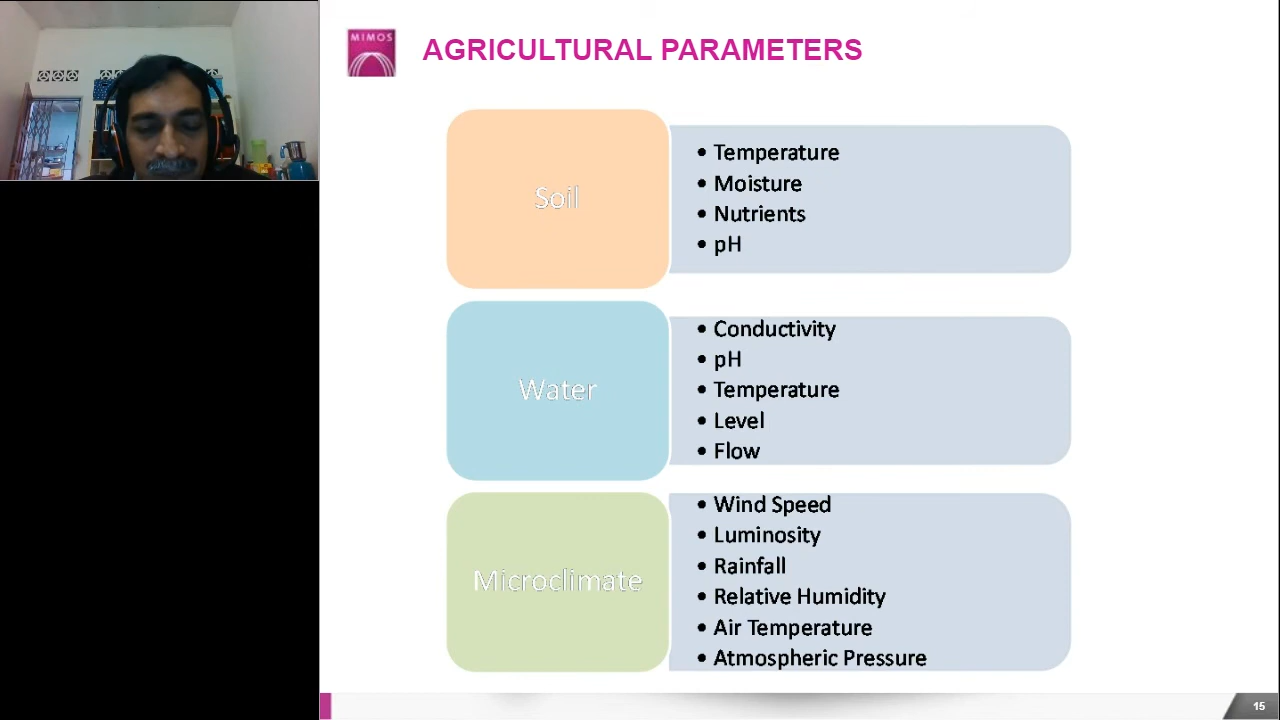 MIMOS
AGRICULTURAL PARAMETERS
Soil
• Temperature
• Moisture
• Nutrients
• pH
Water
• Conductivity
• pH
• Temperature
• Level
• Flow
Microclimate
• Wind Speed
• Luminosity
• Rainfall
• Relative Humidity
• Air Temperature
• Atmospheric Pressure
15